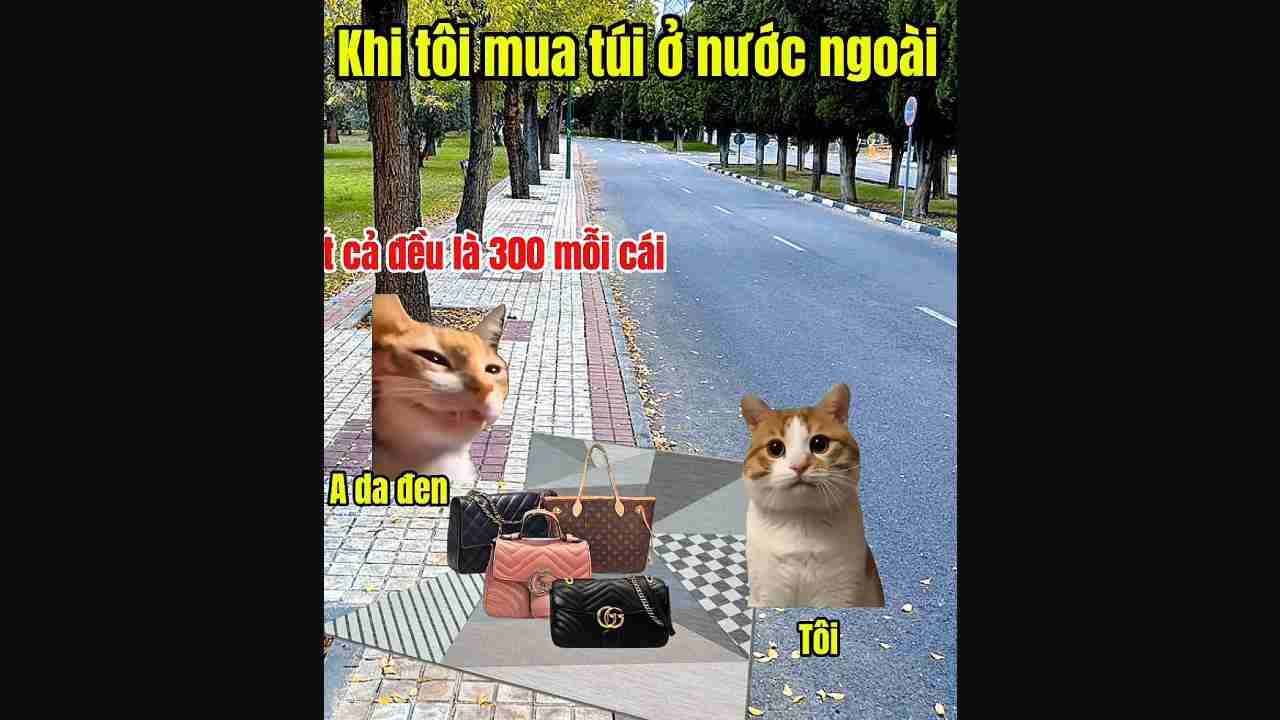 Khi tôi mua túi ở nước ngoài
t cả đều là 300 mỗi cái
A da đen
Tôi